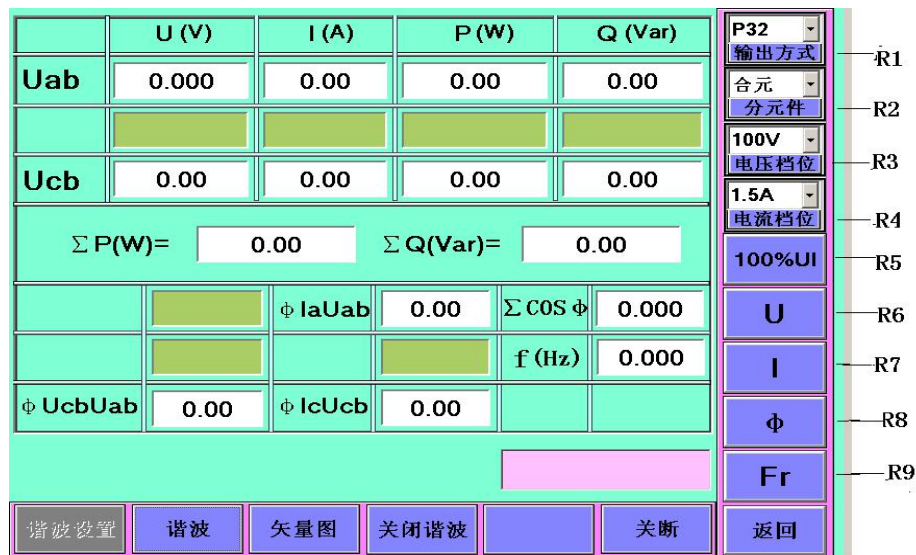 U (V) I (A) P (W) Q (Var) P32
输出方式 R1
Uab 0.000 0.00 0.00 0.00 合元
分元件 R2
100V
电压档位 R3
Ucb 0.00 0.00 0.00 0.00 1.5A
电流档位 R4
Σ P(W)= 0.00 Σ Q(Var)= 0.00 100%UI R5
Φ IaUab 0.00 Σ COS Φ 0.000 U R6
f (Hz) 0.000 I R7
Φ UcbUab 0.00 Φ IcUcb 0.00 Φ R8
Fr R9
谐波设置 谐波 矢量图 关闭谐波 关断 返回